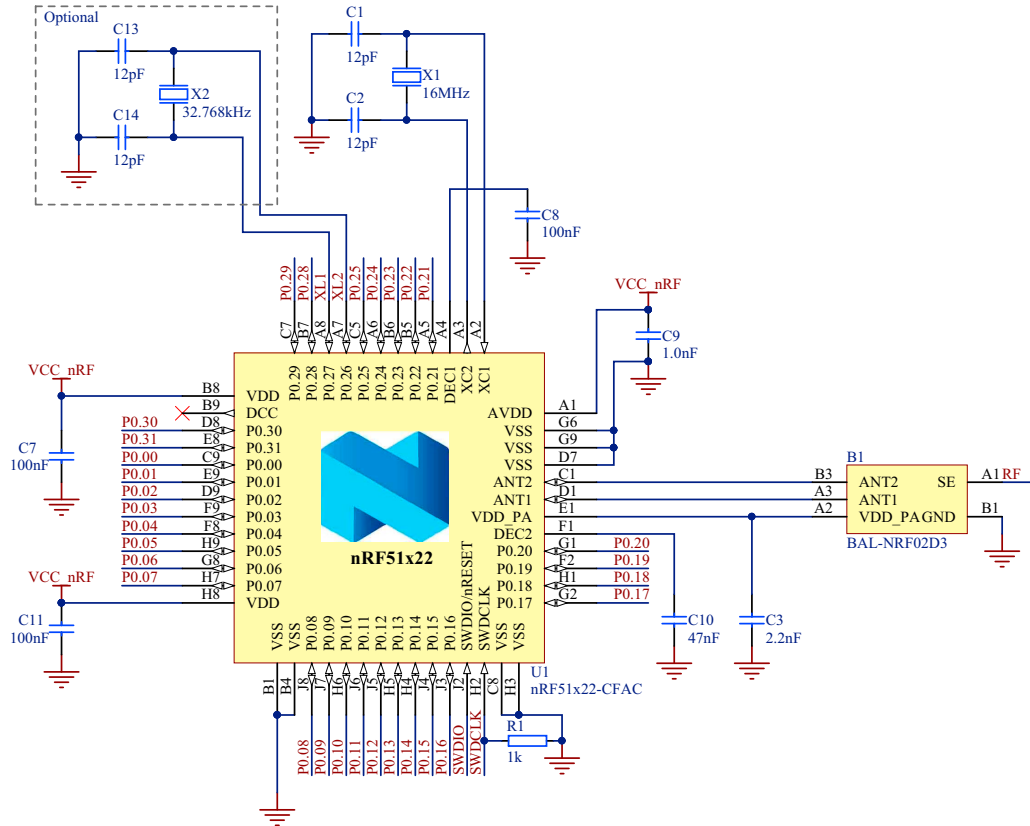 Optional
C13
12pF
X2
32.768kHz
C14
12pF
C1
12pF
X1
16MHz
C2
12pF
C8
100nF
P0.29
P0.28
XL1
XL2
P0.25
P0.24
P0.23
P0.22
P0.21
C7
B7
A8
A7
C5
A6
B6
B5
A5
A4
A3
A2
P0.29
P0.28
P0.27
P0.26
P0.25
P0.24
P0.23
P0.22
P0.21
DEC1
XC2
XC1
VCC_nRF
C9
1.0nF
VCC_nRF
C7
100nF
B8 VDD
B9 DCC
P0.30 D8 P0.30
P0.31 E8 P0.31
P0.00 C9 P0.00
P0.01 E9 P0.01
P0.02 D9 P0.02
P0.03 F9 P0.03
P0.04 F8 P0.04
P0.05 H9 P0.05
P0.06 G8 P0.06
P0.07 H7 P0.07
H8 VDD
VCC_nRF
C11
100nF
nRF51x22
AVDD A1
VSS G6
VSS G9
VSS D7
ANT2 C1
ANT1 D1
VDD_PA E1
DEC2 F1
P0.20 G1 P0.20
P0.19 F2 P0.19
P0.18 H1 P0.18
P0.17 G2 P0.17
B1
B3 ANT2 SE A1 RF
A3 ANT1
A2 VDD_PAGND B1
BAL-NRF02D3
C10
47nF
C3
2.2nF
VSS
VSS
P0.08
P0.09
P0.10
P0.11
P0.12
P0.13
P0.14
P0.15
P0.16
SWDIO/nRESET
SWDCLK
VSS
VSS
U1
nRF51x22-CFAC
B1
B4
J8
J7
H6
J6
J5
H5
H4
J4
J3
J2
H2
C8
H3
P0.08
P0.09
P0.10
P0.11
P0.12
P0.13
P0.14
P0.15
P0.16
SWDIO
SWDCLK
R1
1k